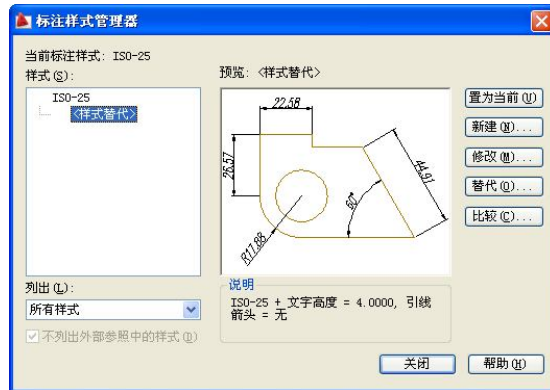 标注样式管理器
当前标注样式: ISO-25
样式(S):
ISO-25
<样式替代>
预览: <样式替代>
22.58
26.57
44.91
60°
R17.88
置为当前(U)
新建(N)...
修改(M)...
替代(O)...
比较(C)...
列出(L):
所有样式
不列出外部参照中的样式(D)
说明
ISO-25 + 文字高度 = 4.0000, 引线
箭头 = 无
关闭
帮助(H)